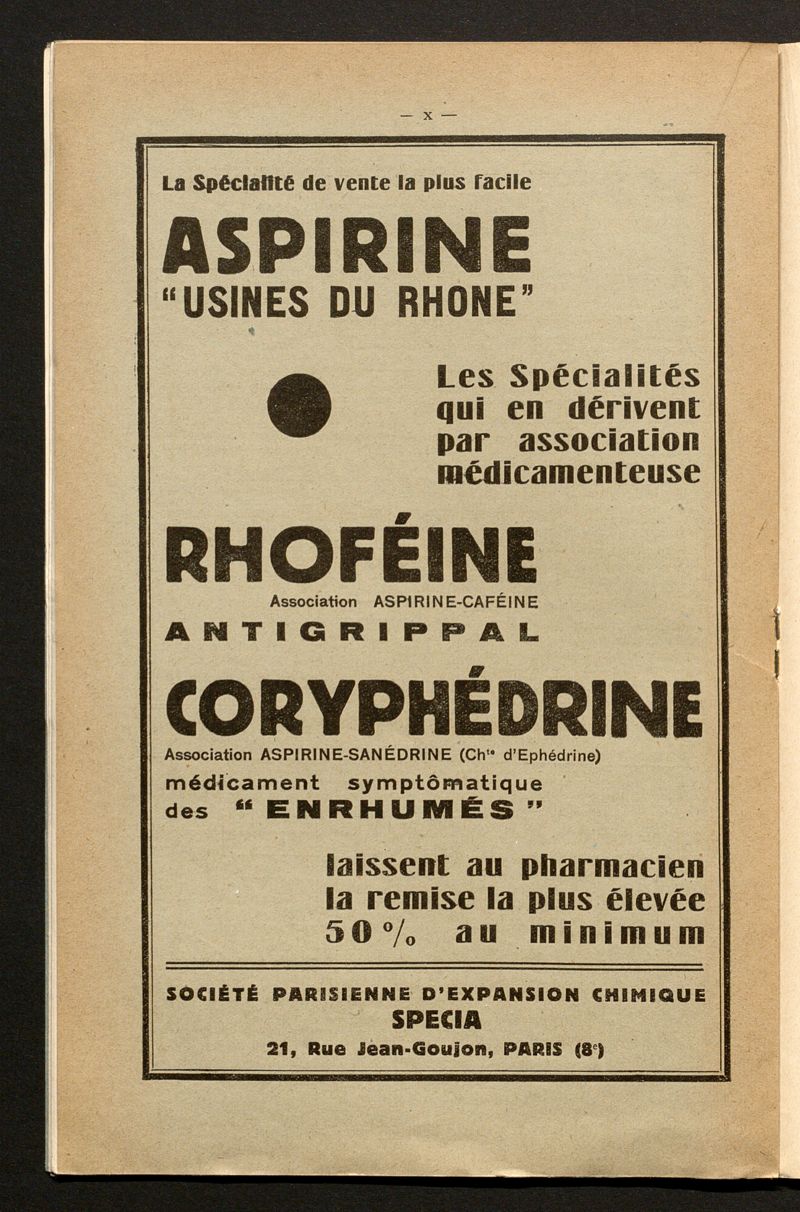 — x —
La Spécialité de vente la plus facile
ASPIRINE
“USINES DU RHONE”
Les Spécialités
qui en dérivent
par association
médicamenteuse
RHOFÉINE
Association ASPIRINE-CAFÉINE
ANTIGRIPPAL
CORYPHÉDRINE
Association ASPIRINE-SANÉDRINE (Chte d'Ephédrine)
médicament symptômatique
des “ENRHUMÉS”
laissent au pharmacien
la remise la plus élevée
50% au minimum
SOCIÉTÉ PARISIENNE D'EXPANSION CHIMIQUE
SPECIA
21, Rue Jean-Goujon, PARIS (8e)